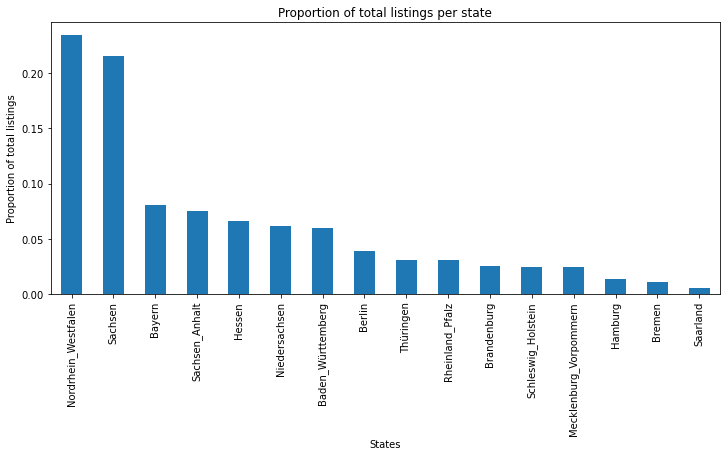 Proportion of total listings per state
Proportion of total listings
0.20
0.15
0.10
0.05
0.00
Nordrhein_Westfalen
Sachsen
Bayern
Sachsen_Anhalt
Hessen
Niedersachsen
Baden_Württemberg
Berlin
Thüringen
Rheinland_Pfalz
Brandenburg
Schleswig_Holstein
Mecklenburg_Vorpommern
Hamburg
Bremen
Saarland
States